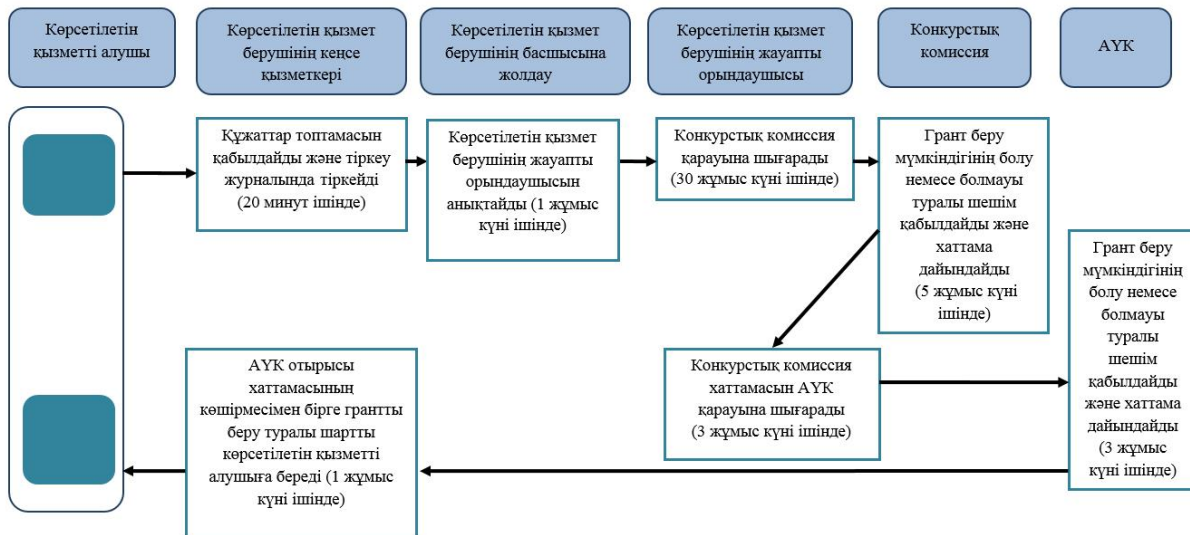 Көрсетілетін
қызметті алушы
Көрсетілетін қызмет
берушінің кеңсе
қызметкері
Көрсетілетін қызмет
берушінің басшысына
жолдау
Көрсетілетін қызмет
берушінің жауапты
орындаушысы
Конкурстық
комиссия
АҮК
Құжаттар топтамасын
қабылдайды және тіркеу
журналында тіркейді
(20 минут ішінде)
Көрсетілетін қызмет
берушінің жауапты
орындаушысын
анықтайды (1 жұмыс
күні ішінде)
Конкурстық комиссия
қарауына шығарады
(30 жұмыс күні ішінде)
Грант беру
мүмкіндігінің болу
немесе болмауы
туралы шешім
қабылдайды және
хаттама
дайындайды
(5 жұмыс күні
ішінде)
Грант беру
мүмкіндігінің
болу немесе
болмауы
туралы
шешім
қабылдайды
және хаттама
дайындайды
(3 жұмыс
күні ішінде)
Конкурстық комиссия
хаттамасын АҮК
қарауына шығарады
(3 жұмыс күні ішінде)
АҮК отырысы
хаттамасының
көшірмесімен бірге грантты
беру туралы шартты
көрсетілетін қызметті
алушыға береді (1 жұмыс
күні ішінде)